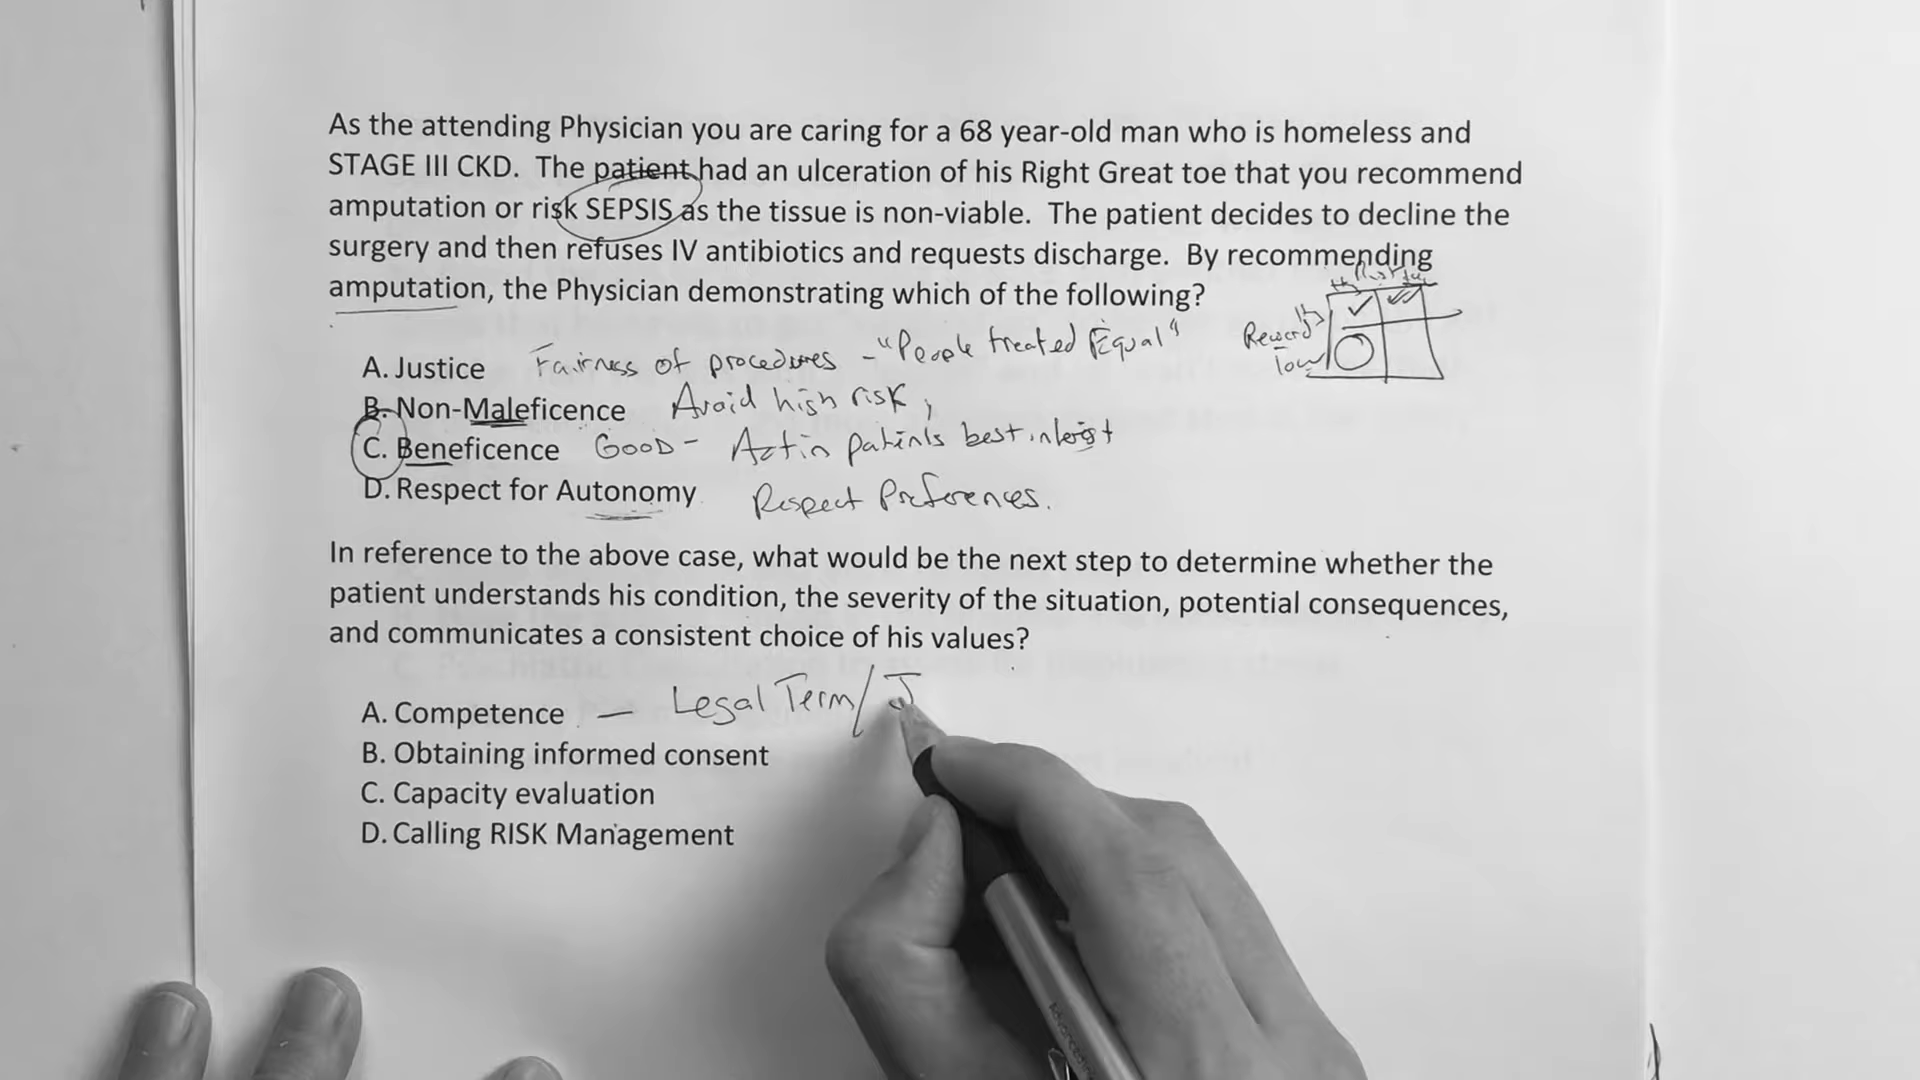 As the attending Physician you are caring for a 68 year-old man who is homeless and
STAGE III CKD. The patient had an ulceration of his Right Great toe that you recommend
amputation or risk SEPSIS as the tissue is non-viable. The patient decides to decline the
surgery and then refuses IV antibiotics and requests discharge. By recommending
amputation, the Physician demonstrating which of the following?
A. Justice Fairness of procedures - "People treated Equal"
Reward
low
B. Non-Maleficence Avoid high risk,
C. Beneficence GOOD - Act in patients best interest
D. Respect for Autonomy Respect Preferences.
In reference to the above case, what would be the next step to determine whether the
patient understands his condition, the severity of the situation, potential consequences,
and communicates a consistent choice of his values?
A. Competence — Legal Term/ J
B. Obtaining informed consent
C. Capacity evaluation
D. Calling RISK Management